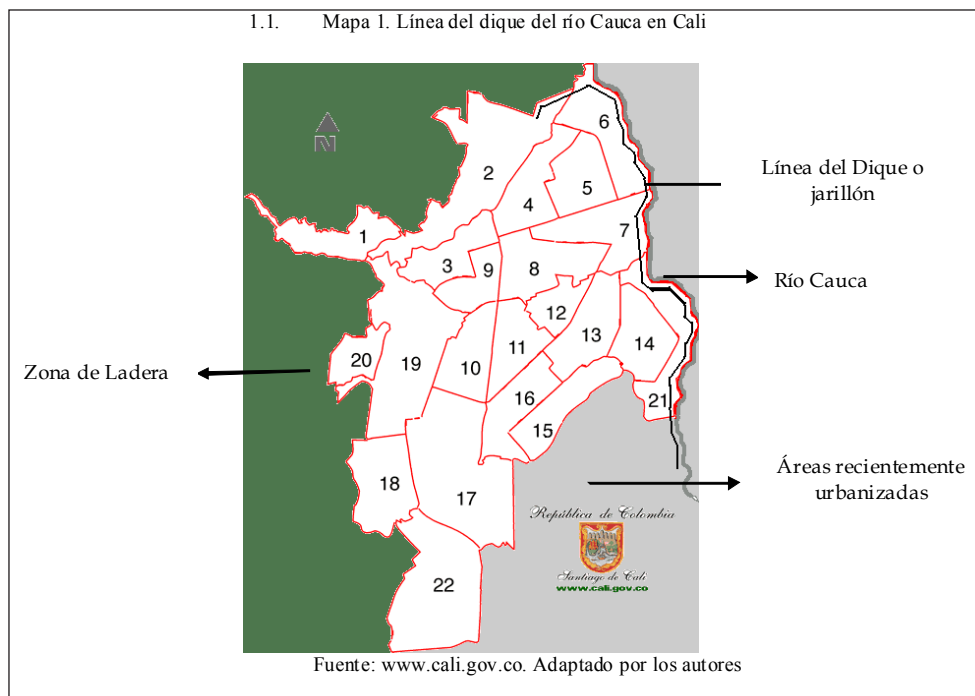 1.1. Mapa 1. Línea del dique del río Cauca en Cali
N
6
2
5
Línea del Dique o
jarillón
4
7
1
3
9
8
Río Cauca
12
13
14
11
20
19
10
Zona de Ladera
16
21
15
18
17
Áreas recientemente
urbanizadas
República de Colombia
22
Santiago de Cali
www.cali.gov.co
Fuente: www.cali.gov.co. Adaptado por los autores